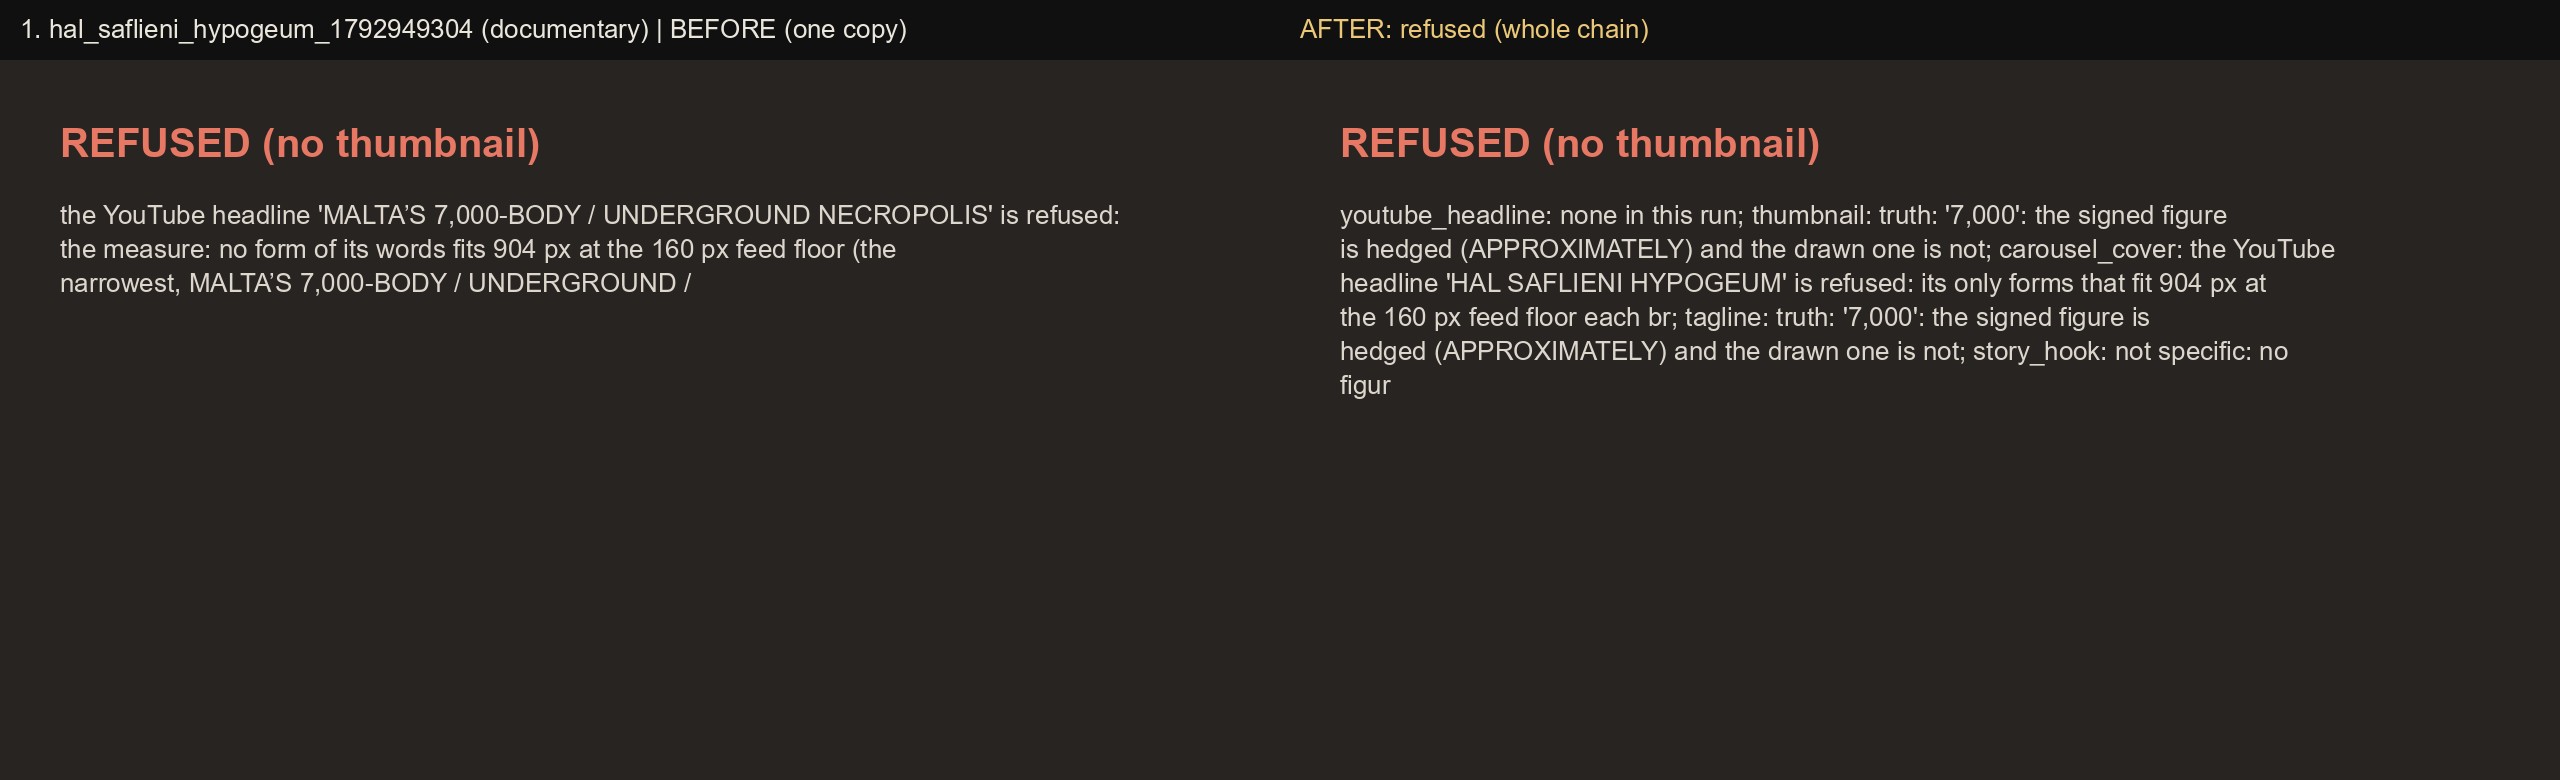 1. hal_saflieni_hypogeum_1792949304 (documentary) | BEFORE (one copy)
AFTER: refused (whole chain)
REFUSED (no thumbnail)
the YouTube headline 'MALTA’S 7,000-BODY / UNDERGROUND NECROPOLIS' is refused:
the measure: no form of its words fits 904 px at the 160 px feed floor (the
narrowest, MALTA’S 7,000-BODY / UNDERGROUND /
REFUSED (no thumbnail)
youtube_headline: none in this run; thumbnail: truth: '7,000': the signed figure
is hedged (APPROXIMATELY) and the drawn one is not; carousel_cover: the YouTube
headline 'HAL SAFLIENI HYPOGEUM' is refused: its only forms that fit 904 px at
the 160 px feed floor each br; tagline: truth: '7,000': the signed figure is
hedged (APPROXIMATELY) and the drawn one is not; story_hook: not specific: no
figur